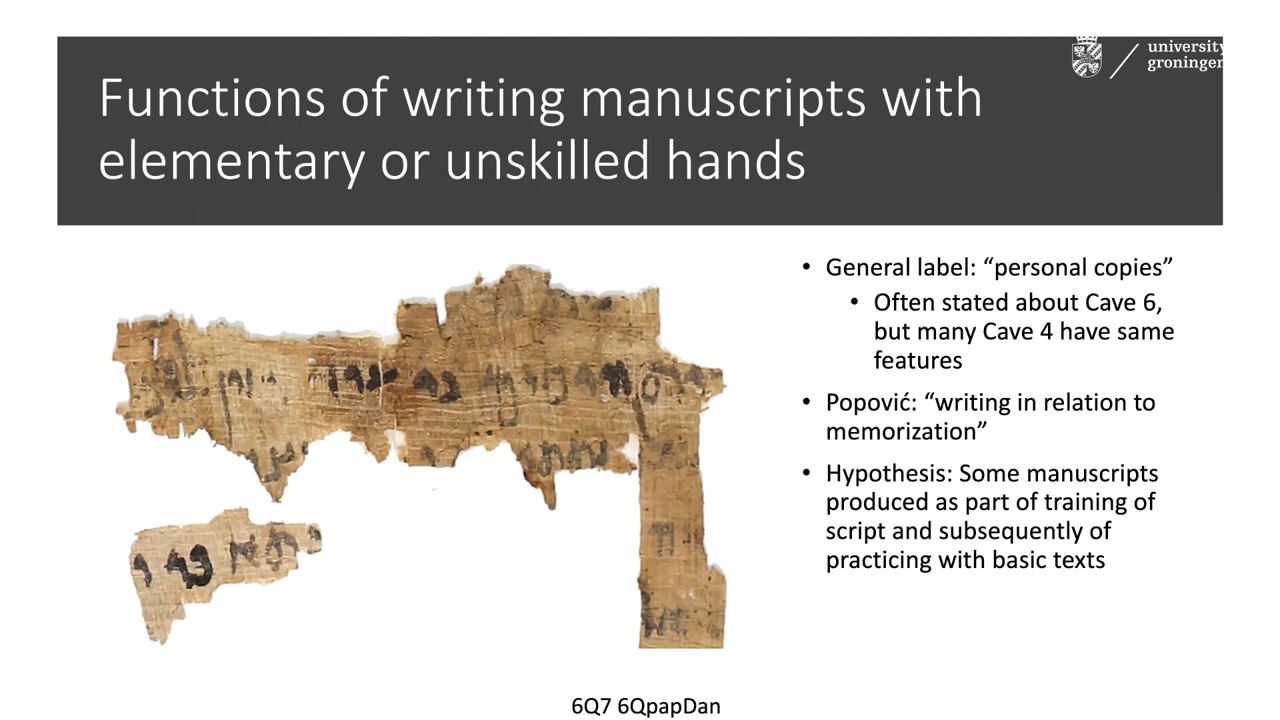 university
groningen
Functions of writing manuscripts with
elementary or unskilled hands
• General label: “personal copies”
• Often stated about Cave 6,
but many Cave 4 have same
features
• Popović: “writing in relation to
memorization”
• Hypothesis: Some manuscripts
produced as part of training of
script and subsequently of
practicing with basic texts
6Q7 6QpapDan